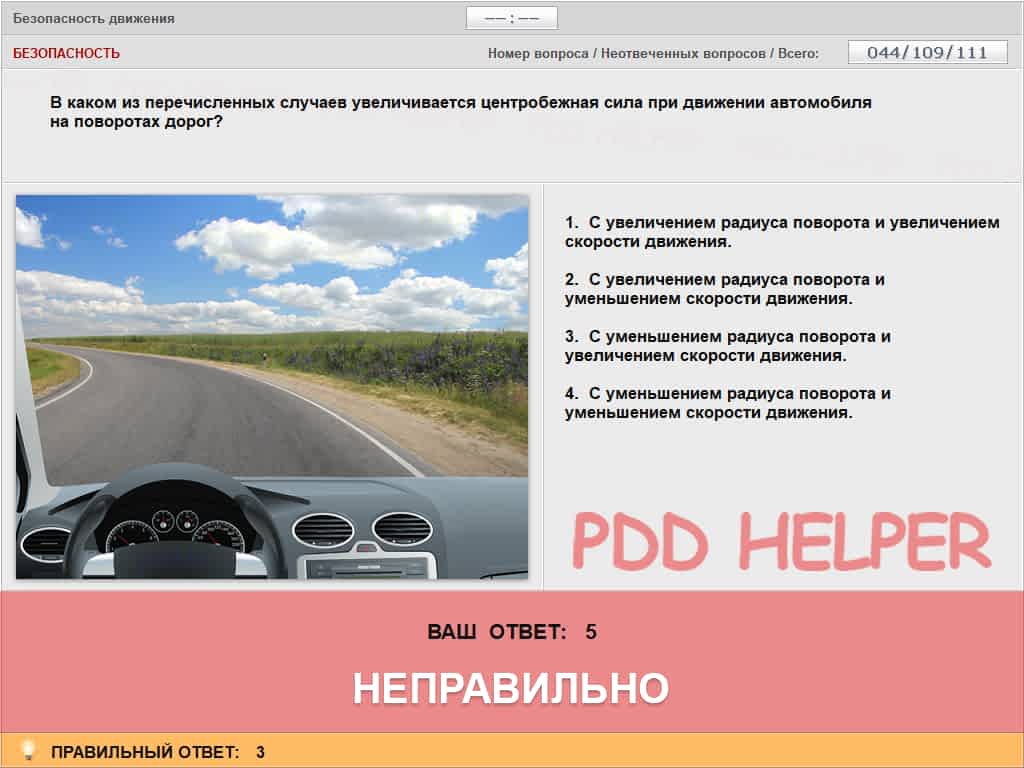 Безопасность движения
–– : ––
БЕЗОПАСНОСТЬ
Номер вопроса / Неотвеченных вопросов / Всего:
044/109/111
В каком из перечисленных случаев увеличивается центробежная сила при движении автомобиля
на поворотах дорог?
1. С увеличением радиуса поворота и увеличением
скорости движения.
2. С увеличением радиуса поворота и
уменьшением скорости движения.
3. С уменьшением радиуса поворота и
увеличением скорости движения.
4. С уменьшением радиуса поворота и
уменьшением скорости движения.
PDD HELPER
ВАШ ОТВЕТ: 5
НЕПРАВИЛЬНО
ПРАВИЛЬНЫЙ ОТВЕТ: 3